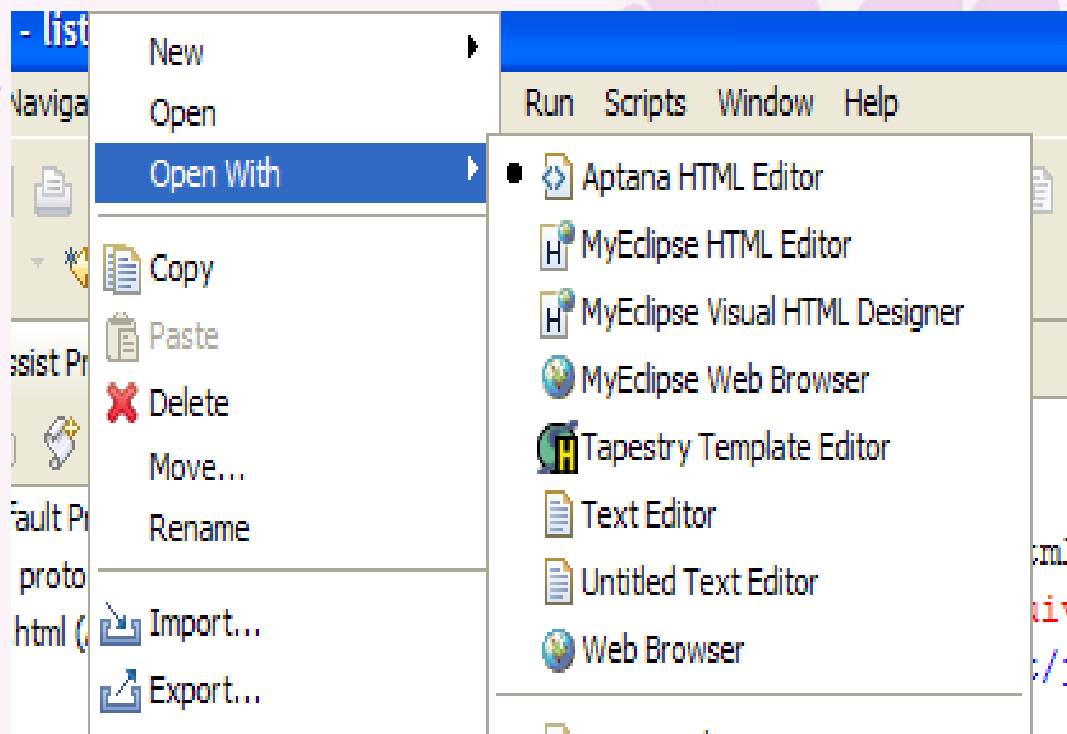 - list
New
Naviga
Open
Run Scripts Window Help
Open With
Aptana HTML Editor
MyEclipse HTML Editor
MyEclipse Visual HTML Designer
MyEclipse Web Browser
Tapestry Template Editor
Text Editor
Untitled Text Editor
Web Browser
Copy
Paste
ssist Pr
Delete
Move...
fault Pr
Rename
proto
html (
Import...
Export...